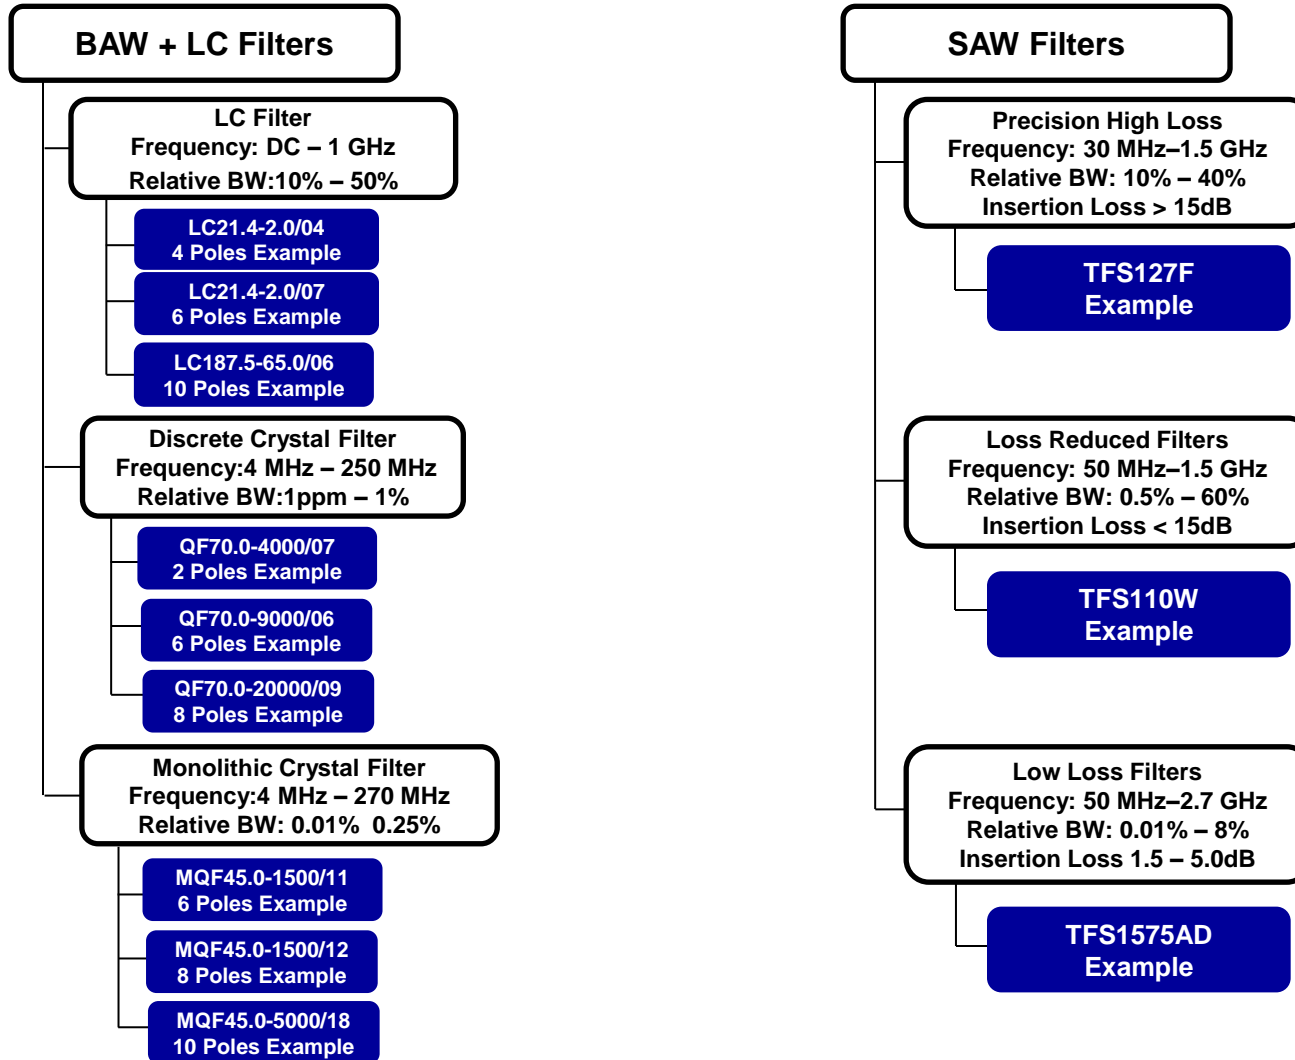 BAW + LC Filters
LC Filter
Frequency: DC – 1 GHz
Relative BW:10% – 50%
LC21.4-2.0/04
4 Poles Example
LC21.4-2.0/07
6 Poles Example
LC187.5-65.0/06
10 Poles Example
Discrete Crystal Filter
Frequency:4 MHz – 250 MHz
Relative BW:1ppm – 1%
QF70.0-4000/07
2 Poles Example
QF70.0-9000/06
6 Poles Example
QF70.0-20000/09
8 Poles Example
Monolithic Crystal Filter
Frequency:4 MHz – 270 MHz
Relative BW: 0.01%  0.25%
MQF45.0-1500/11
6 Poles Example
MQF45.0-1500/12
8 Poles Example
MQF45.0-5000/18
10 Poles Example
SAW Filters
Precision High Loss
Frequency: 30 MHz–1.5 GHz
Relative BW: 10% – 40%
Insertion Loss > 15dB
TFS127F
Example
Loss Reduced Filters
Frequency: 50 MHz–1.5 GHz
Relative BW: 0.5% – 60%
Insertion Loss < 15dB
TFS110W
Example
Low Loss Filters
Frequency: 50 MHz–2.7 GHz
Relative BW: 0.01% – 8%
Insertion Loss 1.5 – 5.0dB
TFS1575AD
Example